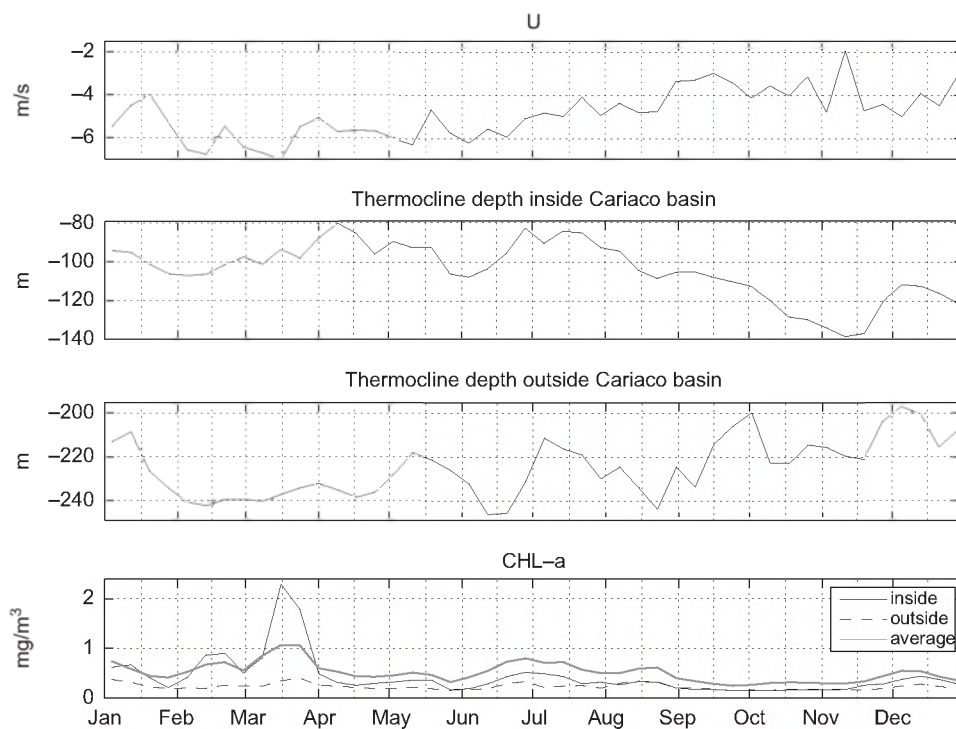 U
−2
−4
−6
m/s
Thermocline depth inside Cariaco basin
−80
−100
−120
−140
m
Thermocline depth outside Cariaco basin
−200
−220
−240
m
CHL–a
2
1
0
mg/m³
inside
outside
average
Jan Feb Mar Apr May Jun Jul Aug Sep Oct Nov Dec